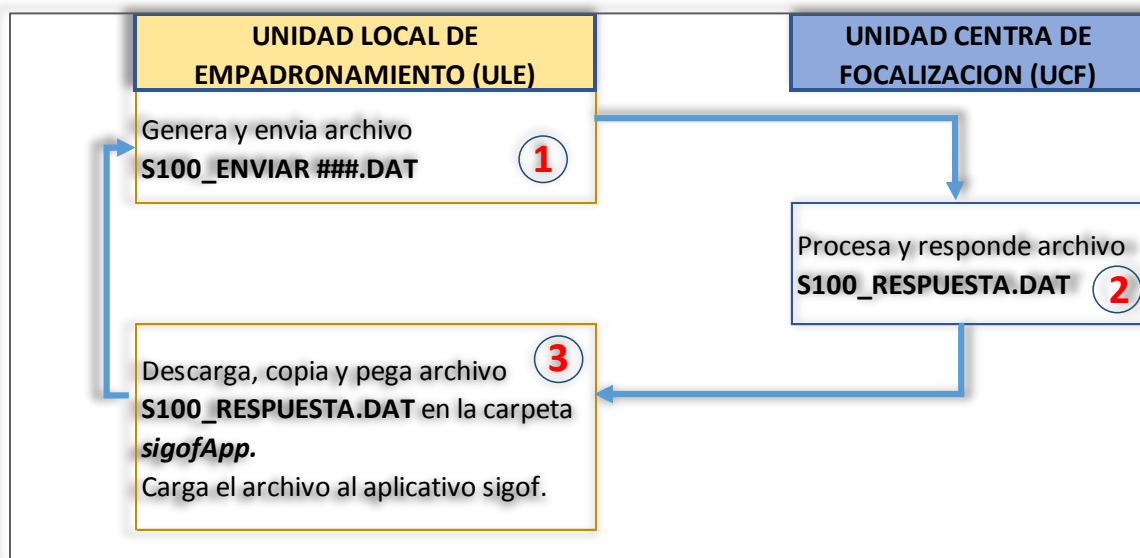 UNIDAD LOCAL DE
EMPADRONAMIENTO (ULE)
UNIDAD CENTRA DE
FOCALIZACION (UCF)
Genera y envia archivo
S100_ENVIAR ###.DAT
1
Procesa y responde archivo
S100_RESPUESTA.DAT
2
3
Descarga, copia y pega archivo
S100_RESPUESTA.DAT en la carpeta
sigofApp.
Carga el archivo al aplicativo sigof.